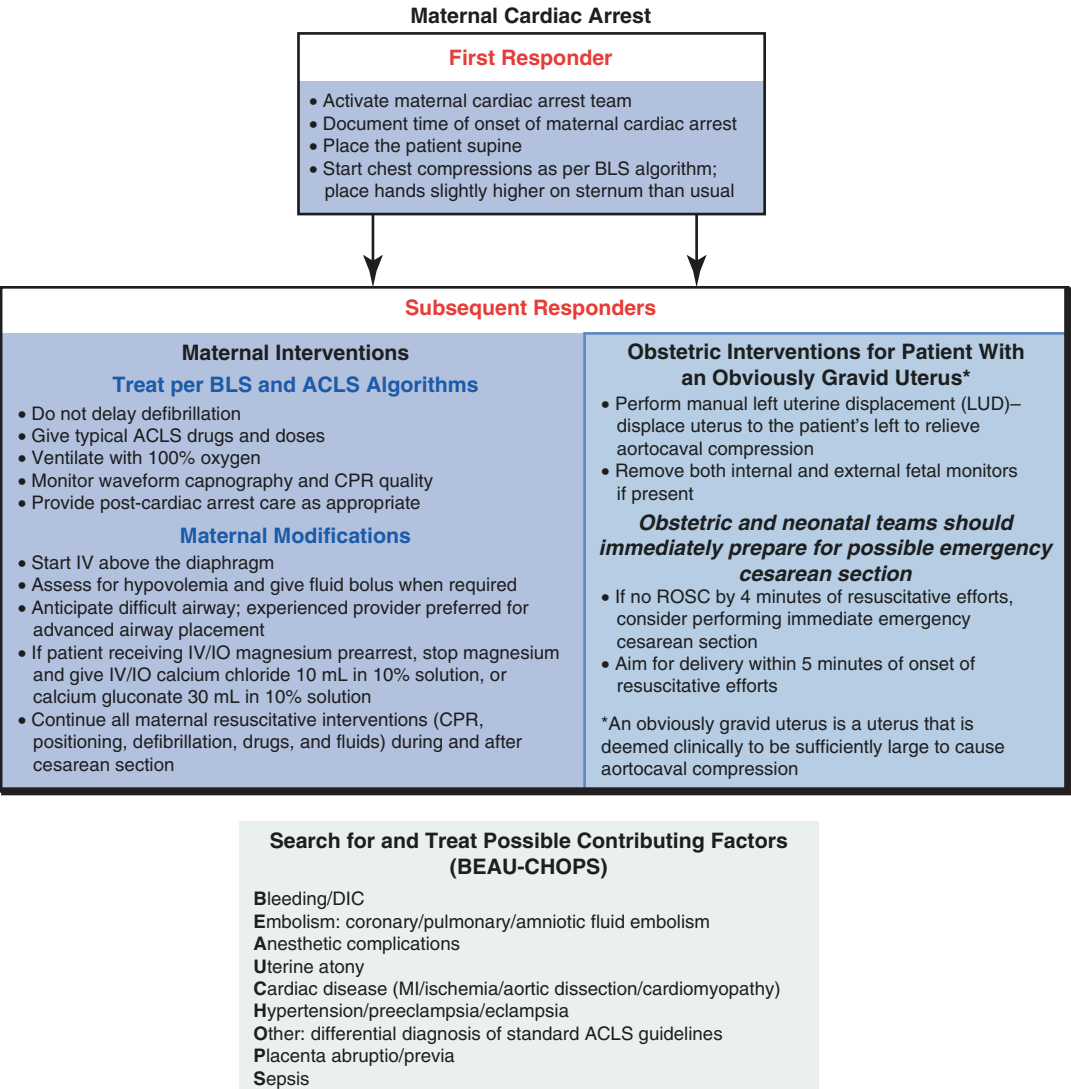 Maternal Cardiac Arrest
First Responder
• Activate maternal cardiac arrest team
• Document time of onset of maternal cardiac arrest
• Place the patient supine
• Start chest compressions as per BLS algorithm;
place hands slightly higher on sternum than usual
Subsequent Responders
Maternal Interventions
Treat per BLS and ACLS Algorithms
• Do not delay defibrillation
• Give typical ACLS drugs and doses
• Ventilate with 100% oxygen
• Monitor waveform capnography and CPR quality
• Provide post-cardiac arrest care as appropriate
Maternal Modifications
• Start IV above the diaphragm
• Assess for hypovolemia and give fluid bolus when required
• Anticipate difficult airway; experienced provider preferred for
advanced airway placement
• If patient receiving IV/IO magnesium prearrest, stop magnesium
and give IV/IO calcium chloride 10 mL in 10% solution, or
calcium gluconate 30 mL in 10% solution
• Continue all maternal resuscitative interventions (CPR,
positioning, defibrillation, drugs, and fluids) during and after
cesarean section
Obstetric Interventions for Patient With
an Obviously Gravid Uterus*
• Perform manual left uterine displacement (LUD)–
displace uterus to the patient's left to relieve
aortocaval compression
• Remove both internal and external fetal monitors
if present
Obstetric and neonatal teams should
immediately prepare for possible emergency
cesarean section
• If no ROSC by 4 minutes of resuscitative efforts,
consider performing immediate emergency
cesarean section
• Aim for delivery within 5 minutes of onset of
resuscitative efforts
*An obviously gravid uterus is a uterus that is
deemed clinically to be sufficiently large to cause
aortocaval compression
Search for and Treat Possible Contributing Factors
(BEAU-CHOPS)
Bleeding/DIC
Embolism: coronary/pulmonary/amniotic fluid embolism
Anesthetic complications
Uterine atony
Cardiac disease (MI/ischemia/aortic dissection/cardiomyopathy)
Hypertension/preeclampsia/eclampsia
Other: differential diagnosis of standard ACLS guidelines
Placenta abruptio/previa
Sepsis